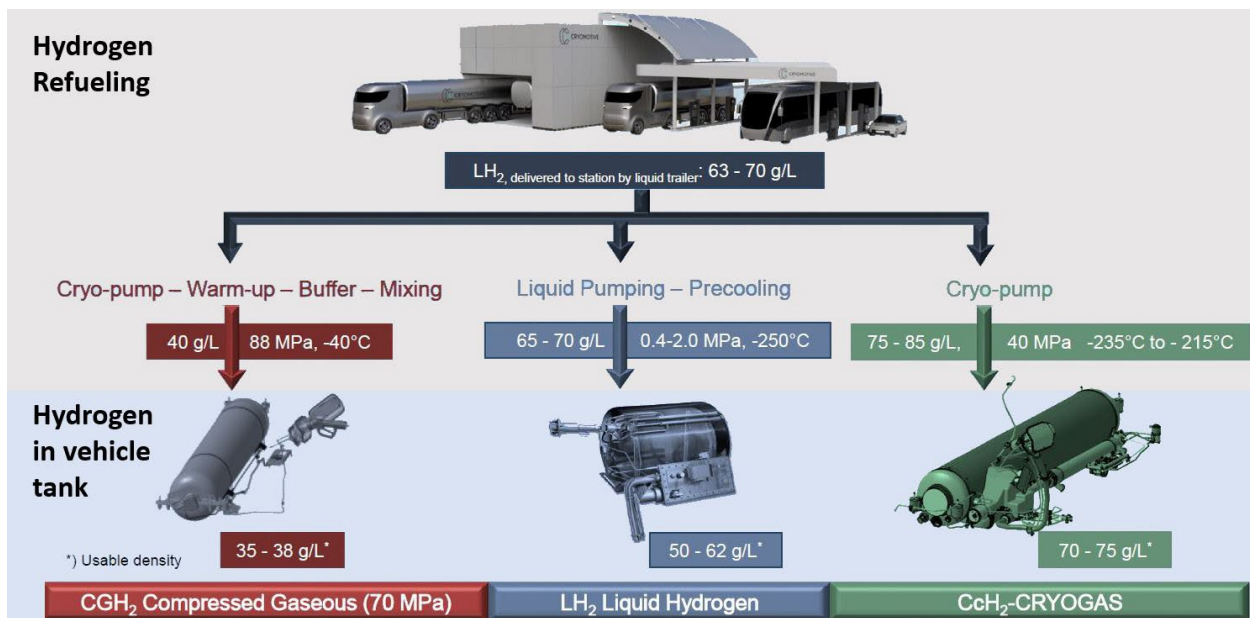 Hydrogen
Refueling
CRYOMOTIVE
CRYOMOTIVE
LH2, delivered to station by liquid trailer: 63 - 70 g/L
Cryo-pump – Warm-up – Buffer – Mixing
Liquid Pumping – Precooling
Cryo-pump
40 g/L 88 MPa, -40°C
65 - 70 g/L 0.4-2.0 MPa, -250°C
75 - 85 g/L, 40 MPa -235°C to - 215°C
Hydrogen
in vehicle
tank
*) Usable density
35 - 38 g/L*
50 - 62 g/L*
70 - 75 g/L*
CGH2 Compressed Gaseous (70 MPa)
LH2 Liquid Hydrogen
CcH2-CRYOGAS